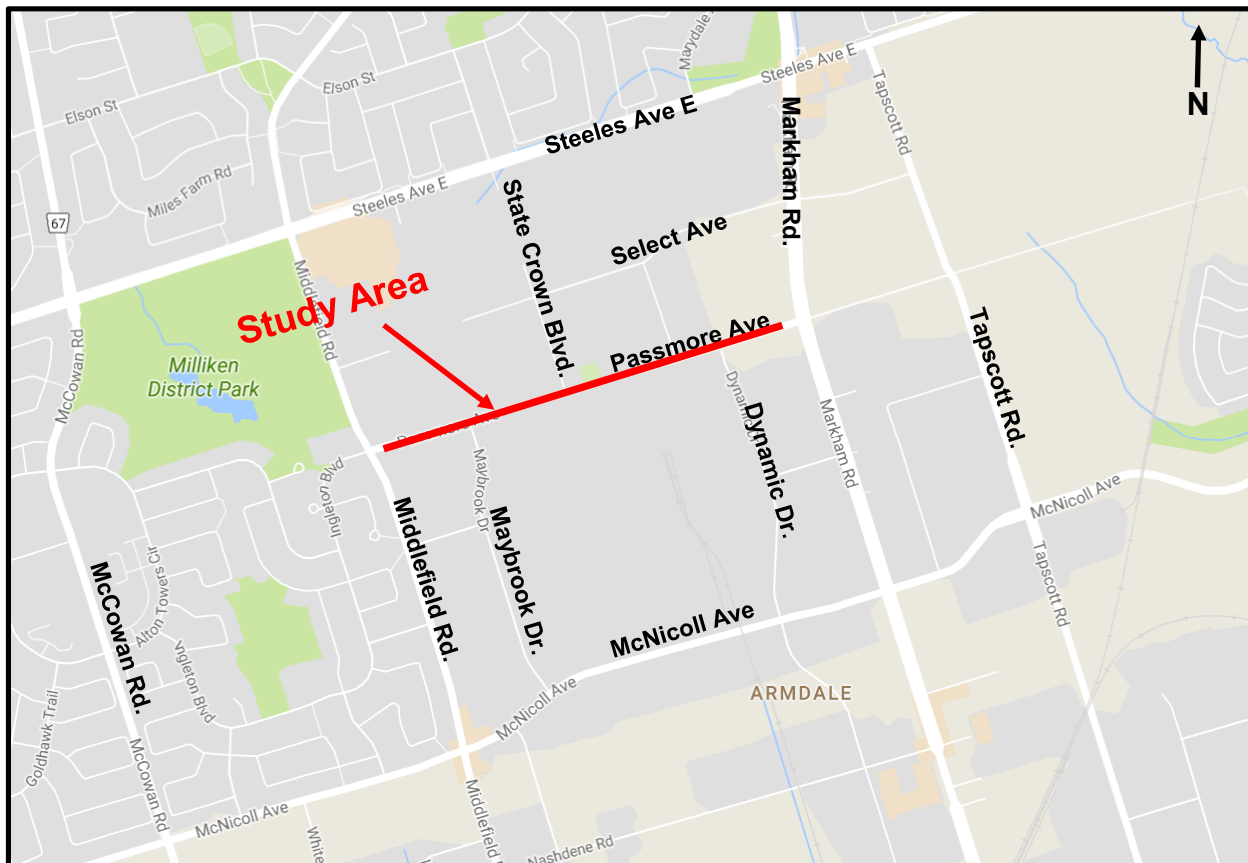 Marydale
Steeles Ave E
Elson St
Elson St
N
Tapscott Rd
Markham Rd.
Steeles Ave E
Miles Farm Rd
Steeles Ave E
67
State Crown Blvd.
Select Ave
Middlefield Rd
Study Area
McCowan Rd
Milliken
District Park
Passmore Ave
Tapscott Rd.
Dynamic Dr.
Markham Rd
Ingleton Blvd
Maybrook Dr
McNicoll Ave
Middlefield Rd.
Maybrook Dr.
Tapscott Rd
McCowan Rd.
Alton Towers Cir
McNicoll Ave
Ingleton Blvd
ARMDALE
McNicoll Ave
Goldhawk Trail
McCowan Rd
McNicoll Ave
Middlefield
White
Nashdene Rd